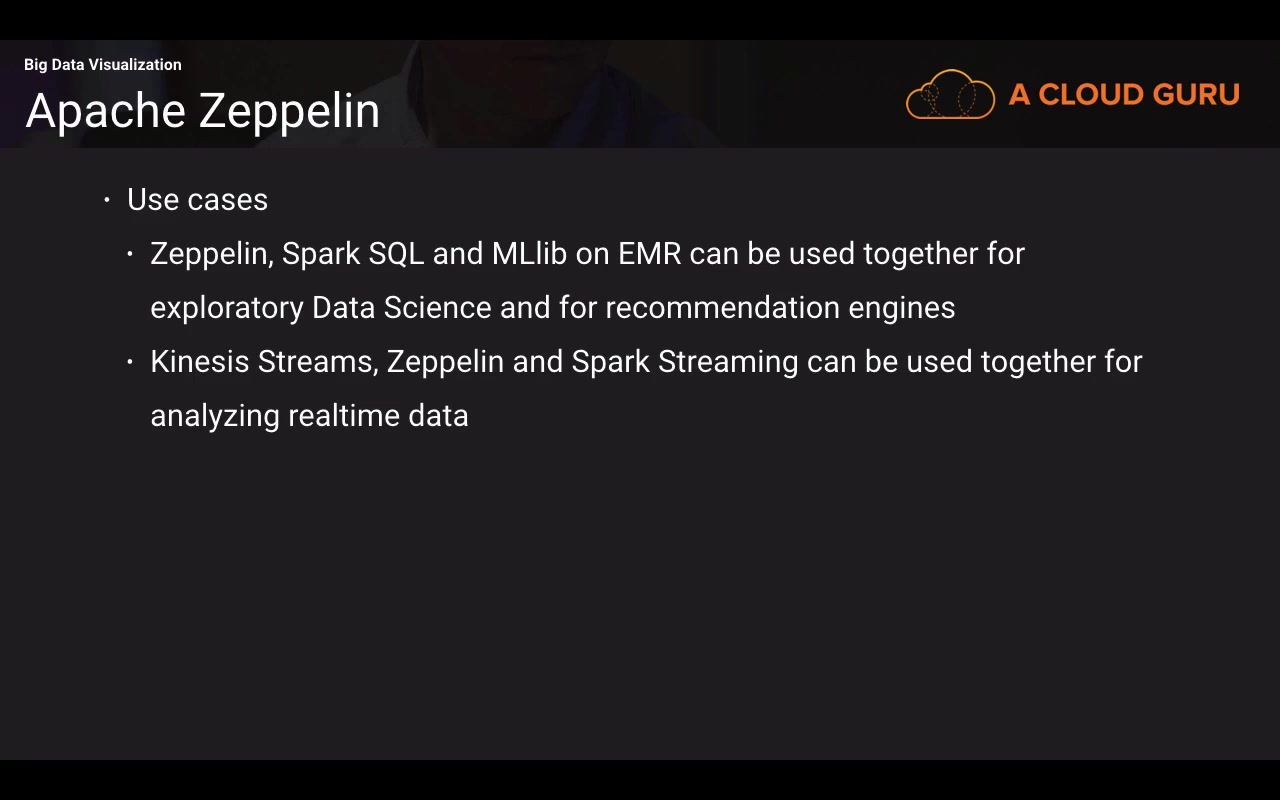 Big Data Visualization
Apache Zeppelin
A CLOUD GURU
• Use cases
• Zeppelin, Spark SQL and MLlib on EMR can be used together for
exploratory Data Science and for recommendation engines
• Kinesis Streams, Zeppelin and Spark Streaming can be used together for
analyzing realtime data